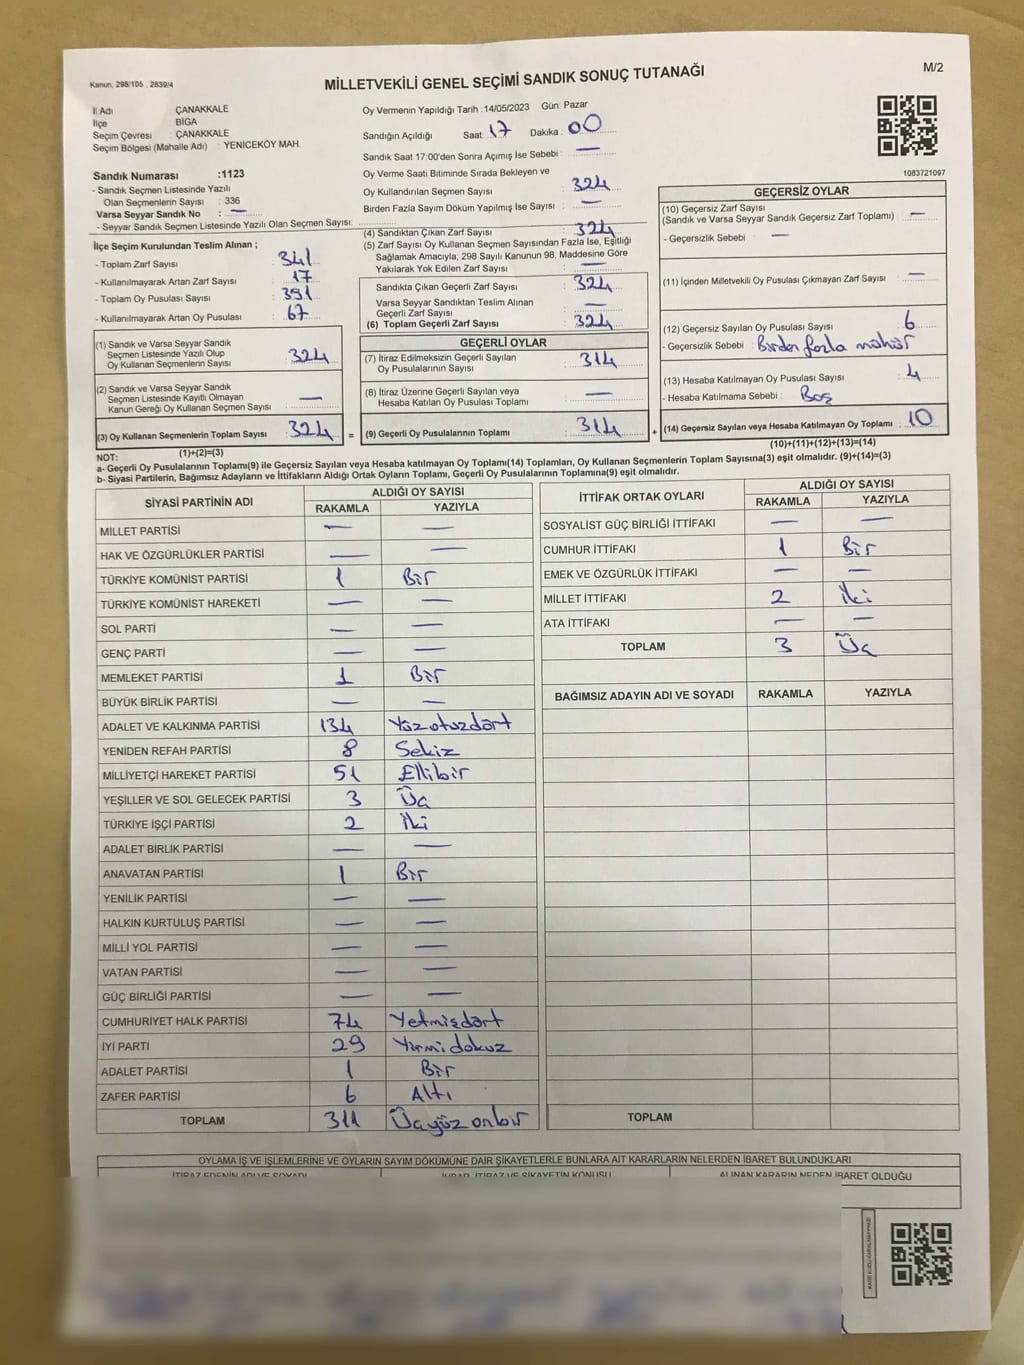 Kanun: 298/105 , 2839/4
MİLLETVEKİLİ GENEL SEÇİMİ SANDIK SONUÇ TUTANAĞI
M/2
İl Adı : ÇANAKKALE
İlçe : BİGA
Seçim Çevresi : ÇANAKKALE
Seçim Bölgesi (Mahalle Adı) : YENİCEKÖY MAH.
Oy Vermenin Yapıldığı Tarih :14/05/2023 Gün: Pazar
Sandığın Açıldığı Saat: 17 Dakika: 00
Sandık Saat 17:00'den Sonra Açımış İse Sebebi : —
Oy Verme Saati Bitiminde Sırada Bekleyen ve
Oy Kullandırılan Seçmen Sayısı : 324
Birden Fazla Sayım Döküm Yapılmış İse Sayısı : —
1083721097
Sandık Numarası :1123
- Sandık Seçmen Listesinde Yazılı
Olan Seçmenlerin Sayısı : 336
Varsa Seyyar Sandık No : —
- Seyyar Sandık Seçmen Listesinde Yazılı Olan Seçmen Sayısı:
İlçe Seçim Kurulundan Teslim Alınan ;
- Toplam Zarf Sayısı : 341
- Kullanılmayarak Artan Zarf Sayısı : 17
- Toplam Oy Pusulası Sayısı : 391
- Kullanılmayarak Artan Oy Pusulası : 67
(4) Sandıktan Çıkan Zarf Sayısı : 324
(5) Zarf Sayısı Oy Kullanan Seçmen Sayısından Fazla İse, Eşitliği
Sağlamak Amacıyla; 298 Sayılı Kanunun 98. Maddesine Göre
Yakılarak Yok Edilen Zarf Sayısı : —
Sandıkta Çıkan Geçerli Zarf Sayısı : 324
Varsa Seyyar Sandıktan Teslim Alınan
Geçerli Zarf Sayısı : —
(6) Toplam Geçerli Zarf Sayısı : 324
GEÇERSİZ OYLAR
(10) Geçersiz Zarf Sayısı
(Sandık ve Varsa Seyyar Sandık Geçersiz Zarf Toplamı) : —
- Geçersizlik Sebebi : —
(11) İçinden Milletvekili Oy Pusulası Çıkmayan Zarf Sayısı : —
(12) Geçersiz Sayılan Oy Pusulası Sayısı : 6
- Geçersizlik Sebebi : Birden fazla mühür
(13) Hesaba Katılmayan Oy Pusulası Sayısı : 4
- Hesaba Katılmama Sebebi : Boş
(14) Geçersiz Sayılan veya Hesaba Katılmayan Oy Toplamı : 10
(10)+(11)+(12)+(13)=(14)
(1) Sandık ve Varsa Seyyar Sandık
Seçmen Listesinde Yazılı Olup
Oy Kullanan Seçmenlerin Sayısı : 324
(2) Sandık ve Varsa Seyyar Sandık
Seçmen Listesinde Kayıtlı Olmayan
Kanun Gereği Oy Kullanan Seçmen Sayısı : —
(3) Oy Kullanan Seçmenlerin Toplam Sayısı : 324 =
(1)+(2)=(3)
GEÇERLİ OYLAR
(7) İtiraz Edilmeksizin Geçerli Sayılan
Oy Pusulalarının Sayısı : 314
(8) İtiraz Üzerine Geçerli Sayılan veya
Hesaba Katılan Oy Pusulası Toplamı : —
(9) Geçerli Oy Pusulalarının Toplamı : 314 +
NOT:
a- Geçerli Oy Pusulalarının Toplamı(9) ile Geçersiz Sayılan veya Hesaba katılmayan Oy Toplamı(14) Toplamları, Oy Kullanan Seçmenlerin Toplam Sayısına(3) eşit olmalıdır. (9)+(14)=(3)
b- Siyasi Partilerin, Bağımsız Adayların ve İttifakların Aldığı Ortak Oyların Toplamı, Geçerli Oy Pusulalarının Toplamına(9) eşit olmalıdır.
SİYASİ PARTİNİN ADI ALDIĞI OY SAYISI
RAKAMLA YAZIYLA
MİLLET PARTİSİ — —
HAK VE ÖZGÜRLÜKLER PARTİSİ — —
TÜRKİYE KOMÜNİST PARTİSİ 1 Bir
TÜRKİYE KOMÜNİST HAREKETİ — —
SOL PARTİ — —
GENÇ PARTİ — —
MEMLEKET PARTİSİ 1 Bir
BÜYÜK BİRLİK PARTİSİ — —
ADALET VE KALKINMA PARTİSİ 134 Yüzotuzdört
YENİDEN REFAH PARTİSİ 8 Sekiz
MİLLİYETÇİ HAREKET PARTİSİ 51 Ellibir
YEŞİLLER VE SOL GELECEK PARTİSİ 3 Üç
TÜRKİYE İŞÇİ PARTİSİ 2 İki
ADALET BİRLİK PARTİSİ — —
ANAVATAN PARTİSİ 1 Bir
YENİLİK PARTİSİ — —
HALKIN KURTULUŞ PARTİSİ — —
MİLLİ YOL PARTİSİ — —
VATAN PARTİSİ — —
GÜÇ BİRLİĞİ PARTİSİ — —
CUMHURİYET HALK PARTİSİ 74 Yetmişdört
İYİ PARTİ 29 Yirmidokuz
ADALET PARTİSİ 1 Bir
ZAFER PARTİSİ 6 Altı
TOPLAM 311 Üçyüzonbir
İTTİFAK ORTAK OYLARI ALDIĞI OY SAYISI
RAKAMLA YAZIYLA
SOSYALİST GÜÇ BİRLİĞİ İTTİFAKI — —
CUMHUR İTTİFAKI 1 Bir
EMEK VE ÖZGÜRLÜK İTTİFAKI — —
MİLLET İTTİFAKI 2 İki
ATA İTTİFAKI — —
TOPLAM 3 Üç
BAĞIMSIZ ADAYIN ADI VE SOYADI RAKAMLA YAZIYLA
TOPLAM
OYLAMA İŞ VE İŞLEMLERİNE VE OYLARIN SAYIM DÖKÜMÜNE DAİR ŞİKAYETLERLE BUNLARA AİT KARARLARIN NELERDEN İBARET BULUNDUKLARI
İTİRAZ EDENİN ADI VE SOYADI İHBAR, İTİRAZ VE ŞİKAYETİN KONUSU ALINAN KARARIN NEDEN İBARET OLDUĞU